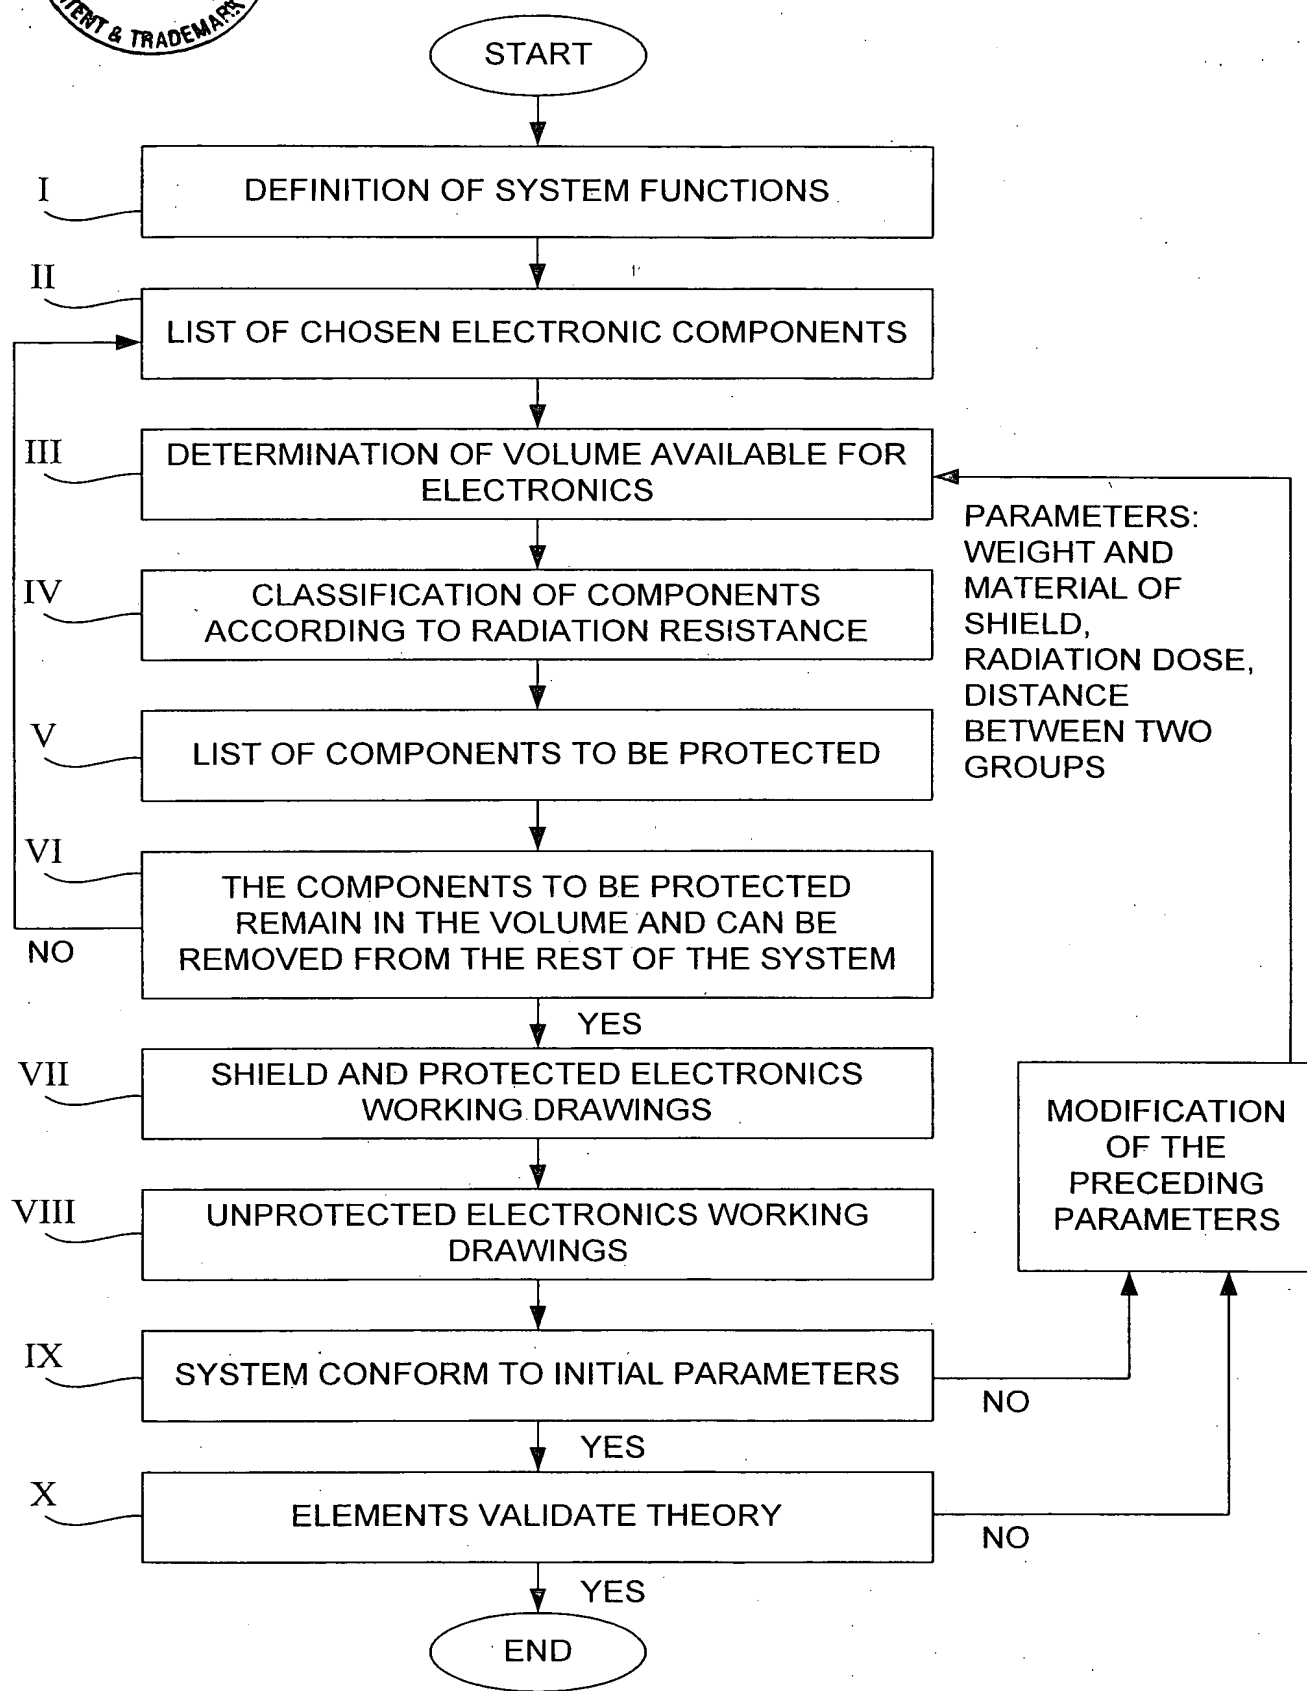 & TRADEMARK
START
I
DEFINITION OF SYSTEM FUNCTIONS
II
LIST OF CHOSEN ELECTRONIC COMPONENTS
III
DETERMINATION OF VOLUME AVAILABLE FOR
ELECTRONICS
PARAMETERS:
WEIGHT AND
MATERIAL OF
SHIELD,
RADIATION DOSE,
DISTANCE
BETWEEN TWO
GROUPS
IV
CLASSIFICATION OF COMPONENTS
ACCORDING TO RADIATION RESISTANCE
V
LIST OF COMPONENTS TO BE PROTECTED
VI
THE COMPONENTS TO BE PROTECTED
REMAIN IN THE VOLUME AND CAN BE
REMOVED FROM THE REST OF THE SYSTEM
NO
YES
VII
SHIELD AND PROTECTED ELECTRONICS
WORKING DRAWINGS
MODIFICATION
OF THE
PRECEDING
PARAMETERS
VIII
UNPROTECTED ELECTRONICS WORKING
DRAWINGS
IX
SYSTEM CONFORM TO INITIAL PARAMETERS
NO
YES
X
ELEMENTS VALIDATE THEORY
NO
YES
END